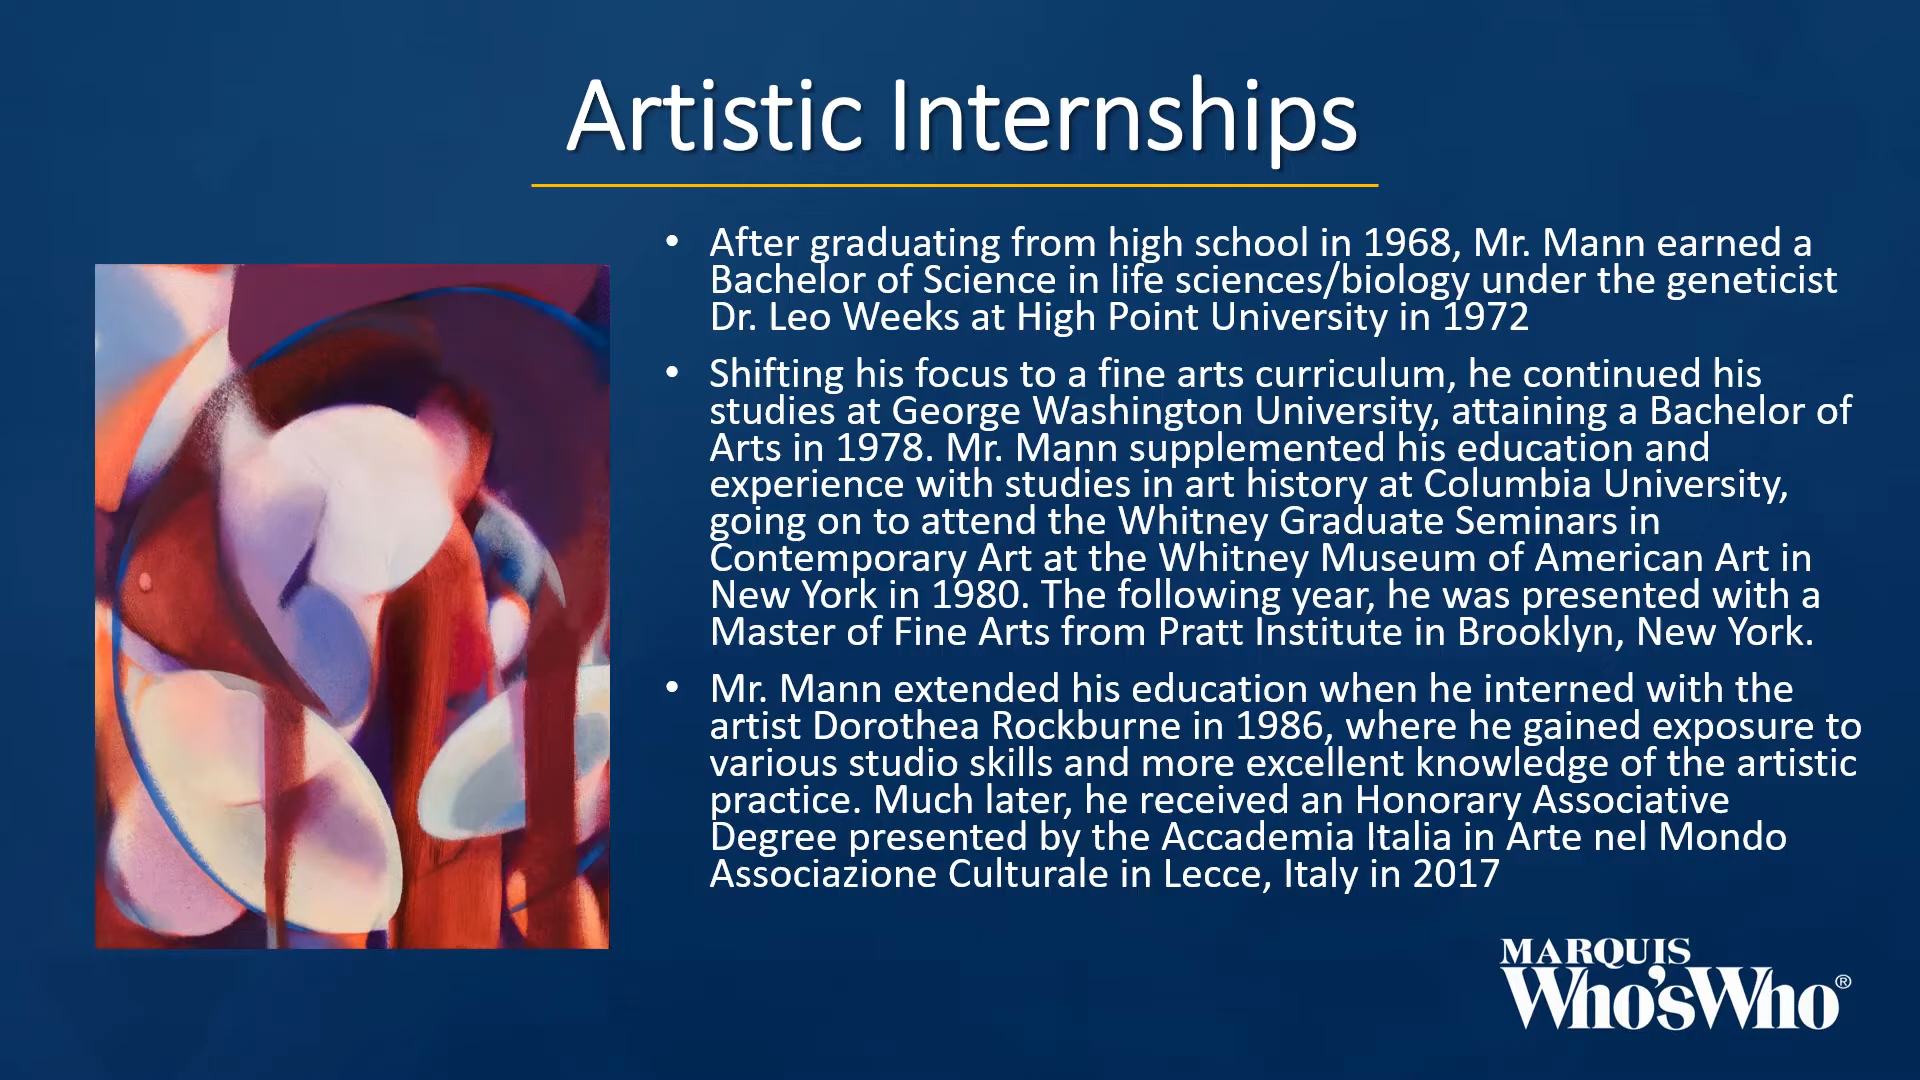 Artistic Internships
• After graduating from high school in 1968, Mr. Mann earned a
Bachelor of Science in life sciences/biology under the geneticist
Dr. Leo Weeks at High Point University in 1972
• Shifting his focus to a fine arts curriculum, he continued his
studies at George Washington University, attaining a Bachelor of
Arts in 1978. Mr. Mann supplemented his education and
experience with studies in art history at Columbia University,
going on to attend the Whitney Graduate Seminars in
Contemporary Art at the Whitney Museum of American Art in
New York in 1980. The following year, he was presented with a
Master of Fine Arts from Pratt Institute in Brooklyn, New York.
• Mr. Mann extended his education when he interned with the
artist Dorothea Rockburne in 1986, where he gained exposure to
various studio skills and more excellent knowledge of the artistic
practice. Much later, he received an Honorary Associative
Degree presented by the Accademia Italia in Arte nel Mondo
Associazione Culturale in Lecce, Italy in 2017
MARQUIS
Who'sWho®